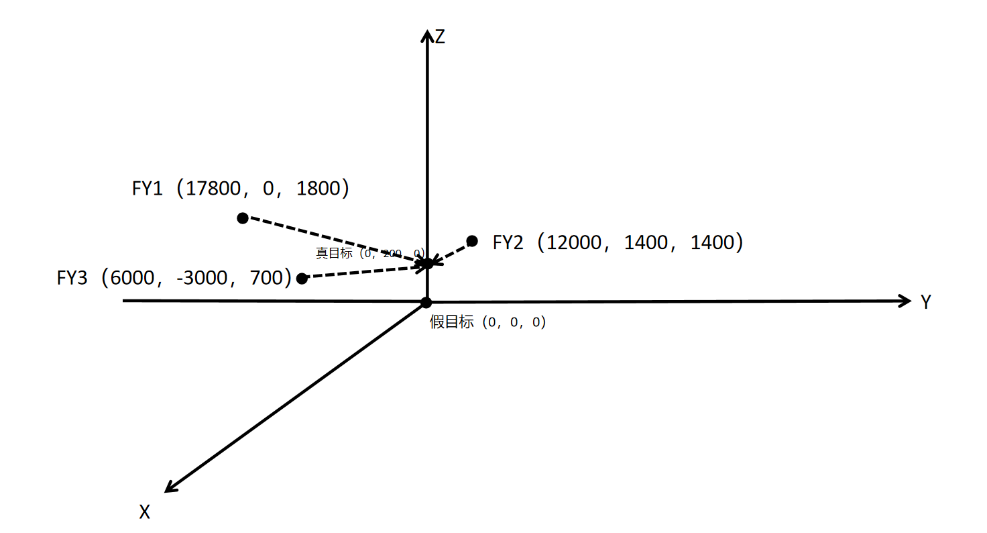 Z
FY1 (17800, 0, 1800)
FY2 (12000, 1400, 1400)
真目标（0，200，0）
FY3 (6000, -3000, 700)
Y
假目标（0，0，0）
X